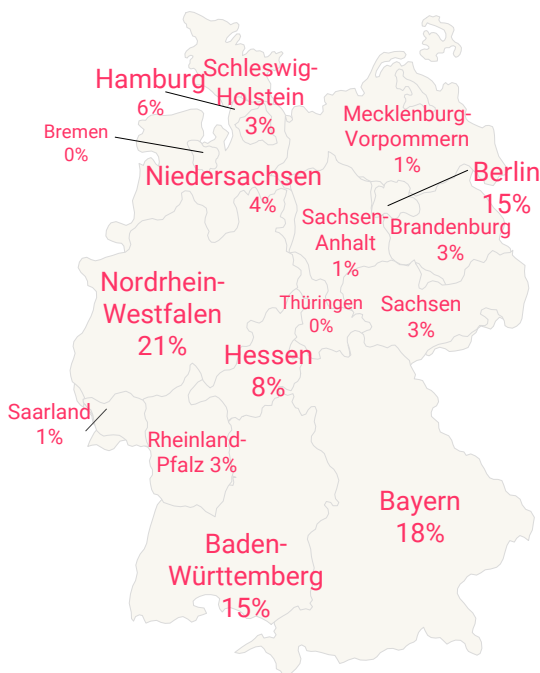 Schleswig-
Holstein
3%
Hamburg
6%
Bremen
0%
Mecklenburg-
Vorpommern
1%
Berlin
15%
Niedersachsen
4%
Sachsen-
Anhalt
1%
Brandenburg
3%
Nordrhein-
Westfalen
21%
Thüringen
0%
Sachsen
3%
Hessen
8%
Saarland
1%
Rheinland-
Pfalz 3%
Bayern
18%
Baden-
Württemberg
15%